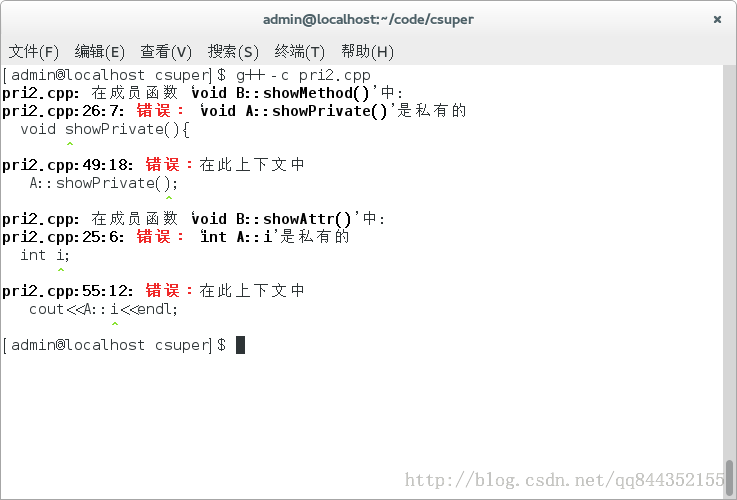 admin@localhost:~/code/csuper ×
文件(F) 编辑(E) 查看(V) 搜索(S) 终端(T) 帮助(H)
[admin@localhost csuper]$ g++ -c pri2.cpp
pri2.cpp: 在成员函数‘void B::showMethod()’中:
pri2.cpp:26:7: 错误：‘void A::showPrivate()’是私有的
  void showPrivate(){
       ^
pri2.cpp:49:18: 错误：在此上下文中
   A::showPrivate();
                  ^
pri2.cpp: 在成员函数‘void B::showAttr()’中:
pri2.cpp:25:6: 错误：‘int A::i’是私有的
  int i;
      ^
pri2.cpp:55:12: 错误：在此上下文中
   cout<<A::i<<endl;
            ^
[admin@localhost csuper]$
http://blog.csdn.net/qq844352155